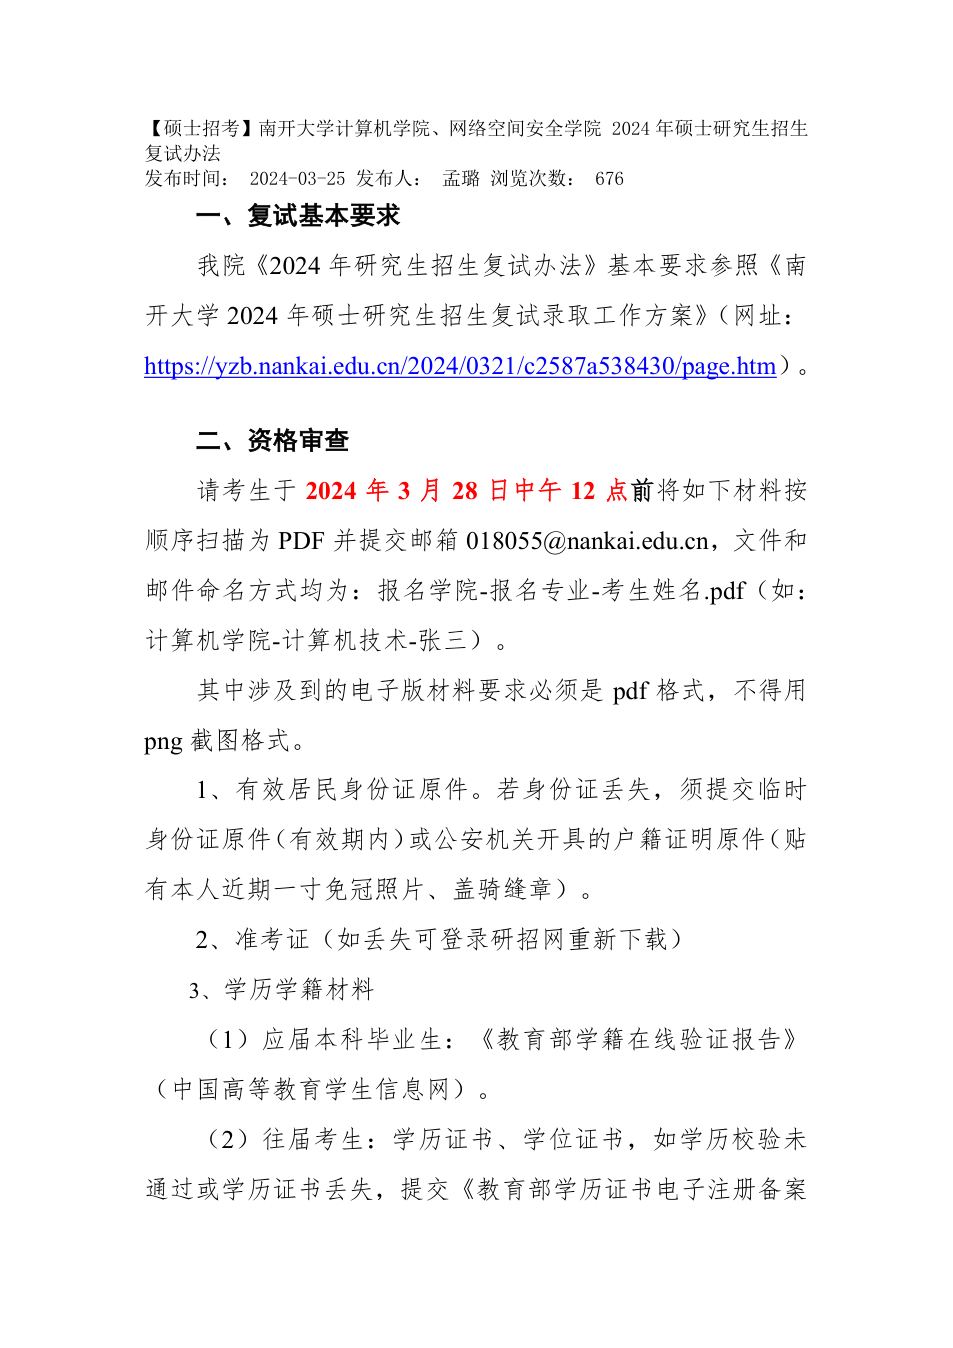 【硕士招考】南开大学计算机学院、网络空间安全学院 2024 年硕士研究生招生
复试办法
发布时间： 2024-03-25 发布人： 孟璐 浏览次数： 676
一、复试基本要求
我院《2024 年研究生招生复试办法》基本要求参照《南
开大学 2024 年硕士研究生招生复试录取工作方案》（网址：
https://yzb.nankai.edu.cn/2024/0321/c2587a538430/page.htm）。
二、资格审查
请考生于 2024 年 3 月 28 日中午 12 点前将如下材料按
顺序扫描为 PDF 并提交邮箱 018055@nankai.edu.cn，文件和
邮件命名方式均为：报名学院-报名专业-考生姓名.pdf（如：
计算机学院-计算机技术-张三）。
其中涉及到的电子版材料要求必须是 pdf 格式，不得用
png 截图格式。
1、有效居民身份证原件。若身份证丢失，须提交临时
身份证原件（有效期内）或公安机关开具的户籍证明原件（贴
有本人近期一寸免冠照片、盖骑缝章）。
2、准考证（如丢失可登录研招网重新下载）
3、学历学籍材料
（1）应届本科毕业生：《教育部学籍在线验证报告》
（中国高等教育学生信息网）。
（2）往届考生：学历证书、学位证书，如学历校验未
通过或学历证书丢失，提交《教育部学历证书电子注册备案